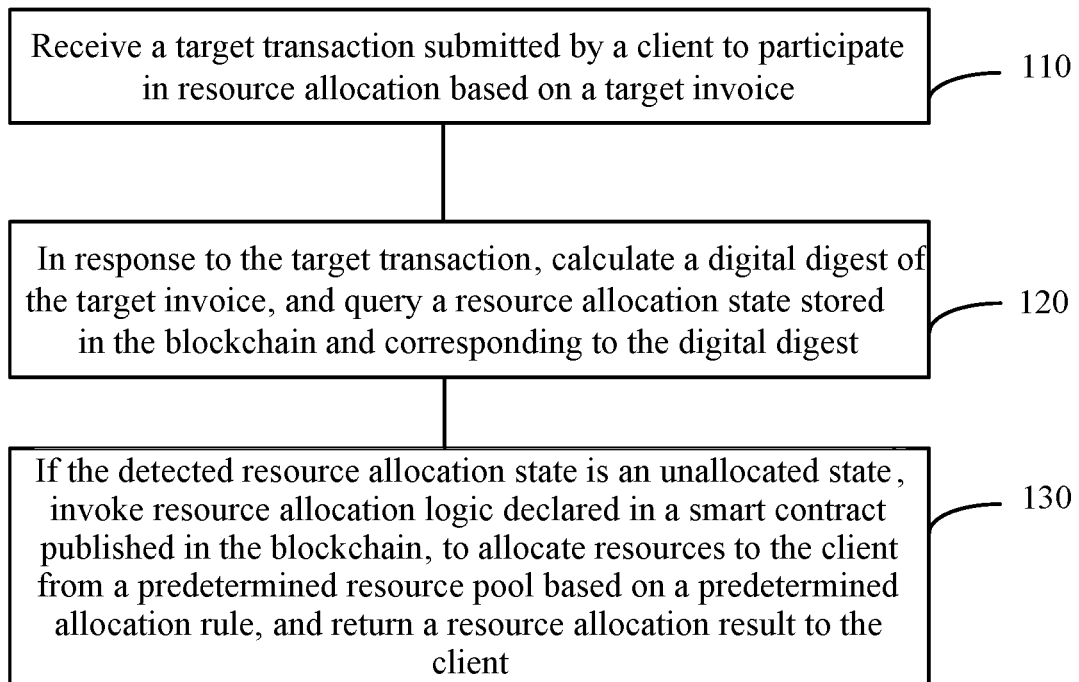 Receive a target transaction submitted by a client to participate
in resource allocation based on a target invoice
110
In response to the target transaction, calculate a digital digest of
the target invoice, and query a resource allocation state stored
in the blockchain and corresponding to the digital digest
120
If the detected resource allocation state is an unallocated state,
invoke resource allocation logic declared in a smart contract
published in the blockchain, to allocate resources to the client
from a predetermined resource pool based on a predetermined
allocation rule, and return a resource allocation result to the
client
130